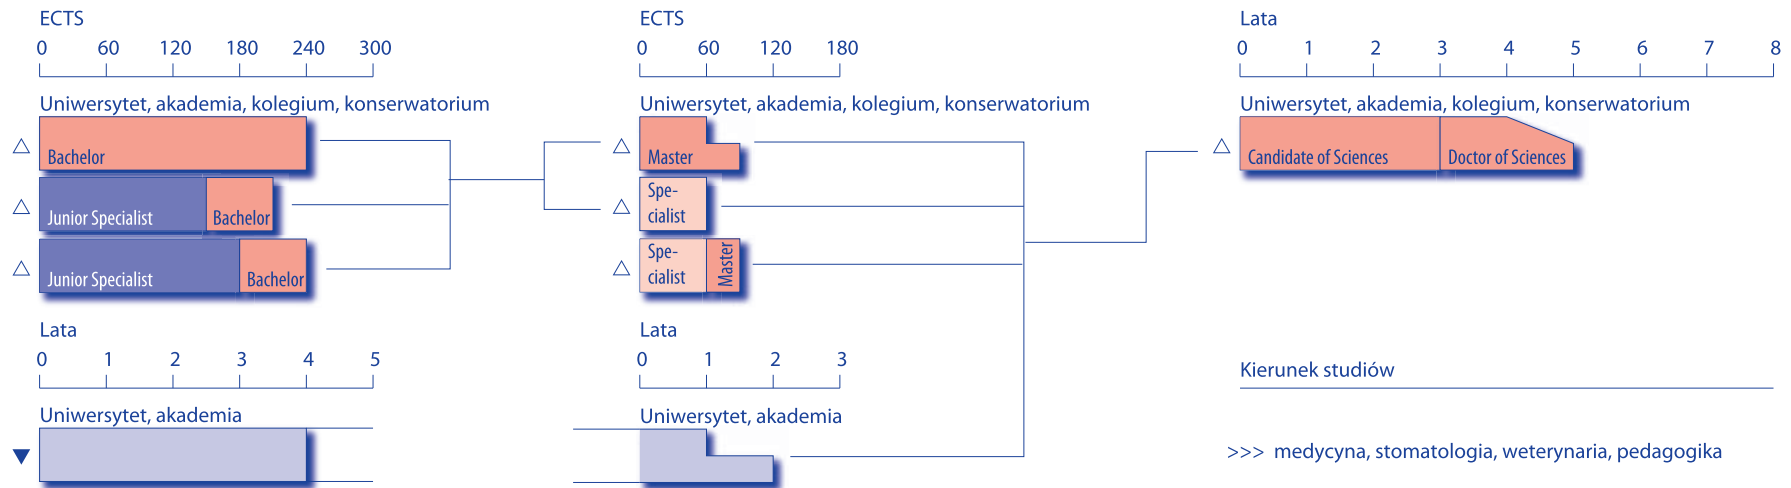 ECTS
0 60 120 180 240 300
Uniwersytet, akademia, kolegium, konserwatorium
Bachelor
Junior Specialist Bachelor
Junior Specialist Bachelor
Lata
0 1 2 3 4 5
Uniwersytet, akademia
ECTS
0 60 120 180
Uniwersytet, akademia, kolegium, konserwatorium
Master
Spe-
cialist
Spe-
cialist
Master
Lata
0 1 2 3
Uniwersytet, akademia
Lata
0 1 2 3 4 5 6 7 8
Uniwersytet, akademia, kolegium, konserwatorium
Candidate of Sciences Doctor of Sciences
Kierunek studiów
>>> medycyna, stomatologia, weterynaria, pedagogika